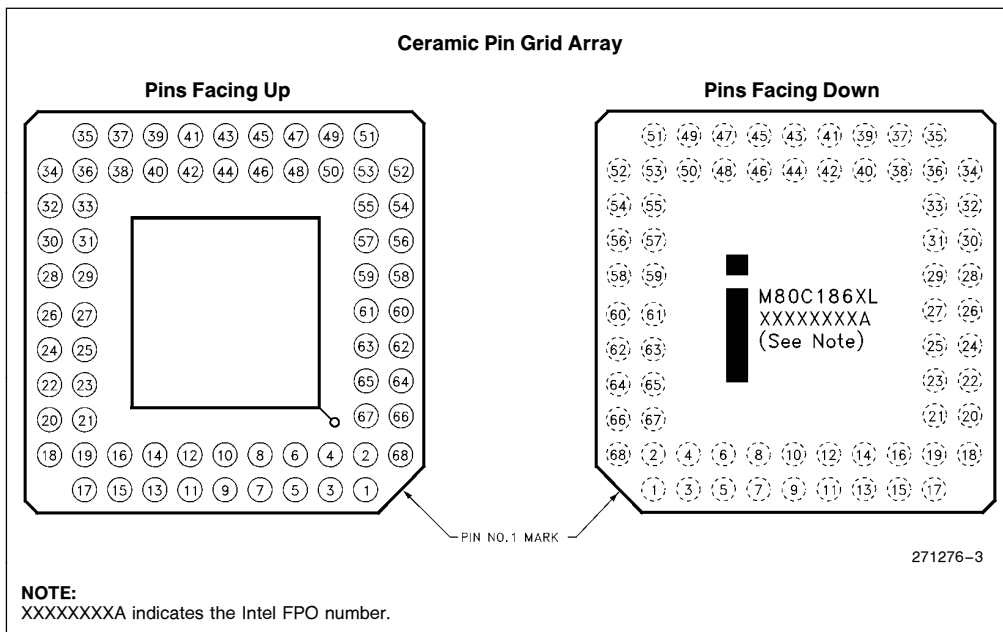 Ceramic Pin Grid Array
Pins Facing Up
35 37 39 41 43 45 47 49 51
34 36 38 40 42 44 46 48 50 53 52
32 33 55 54
30 31 57 56
28 29 59 58
26 27 61 60
24 25 63 62
22 23 65 64
20 21 67 66
18 19 16 14 12 10 8 6 4 2 68
17 15 13 11 9 7 5 3 1
Pins Facing Down
51 49 47 45 43 41 39 37 35
52 53 50 48 46 44 42 40 38 36 34
54 55 33 32
56 57 31 30
58 59 29 28
60 61 27 26
62 63 25 24
64 65 23 22
66 67 21 20
68 2 4 6 8 10 12 14 16 19 18
1 3 5 7 9 11 13 15 17
M80C186XL
XXXXXXXXA
(See Note)
PIN NO.1 MARK
271276–3
NOTE:
XXXXXXXXA indicates the Intel FPO number.